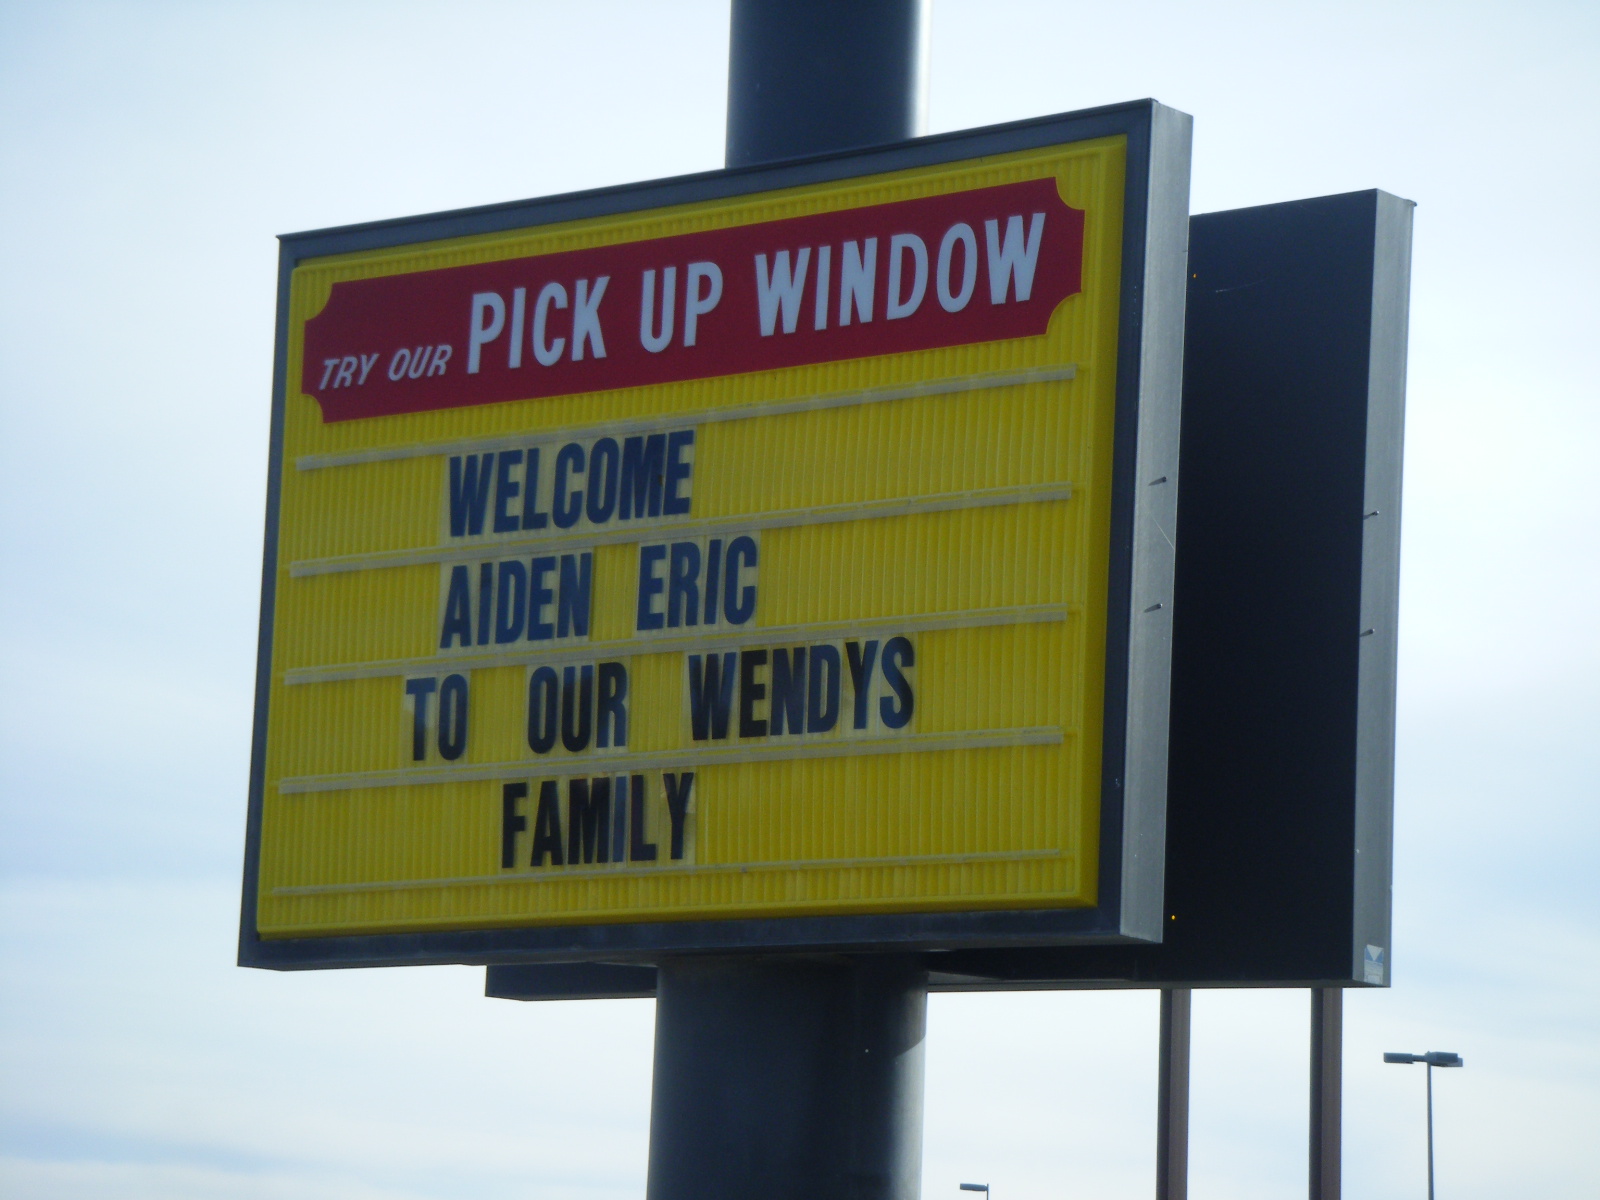 TRY OUR PICK UP WINDOW
WELCOME
AIDEN ERIC
TO OUR WENDYS
FAMILY